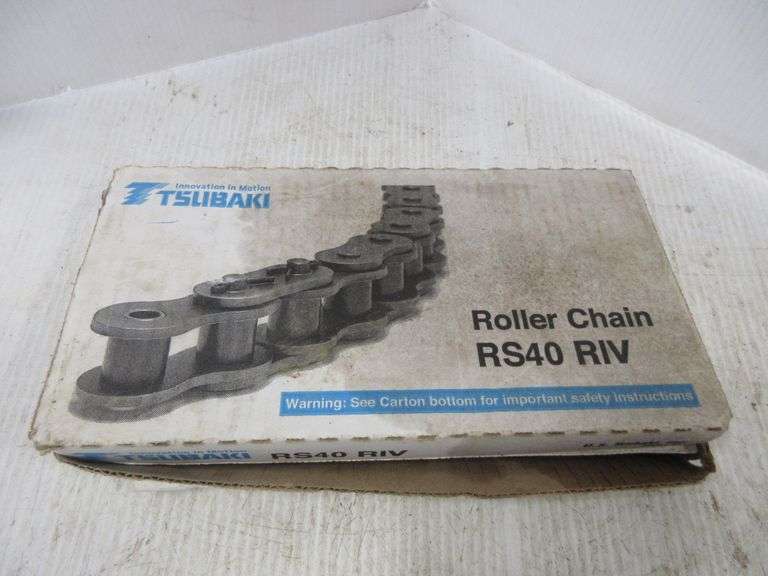 Innovation in Motion
TSUBAKI
Roller Chain
RS40 RIV
Warning: See Carton bottom for important safety instructions
TSUBAKI
RS40 RIV